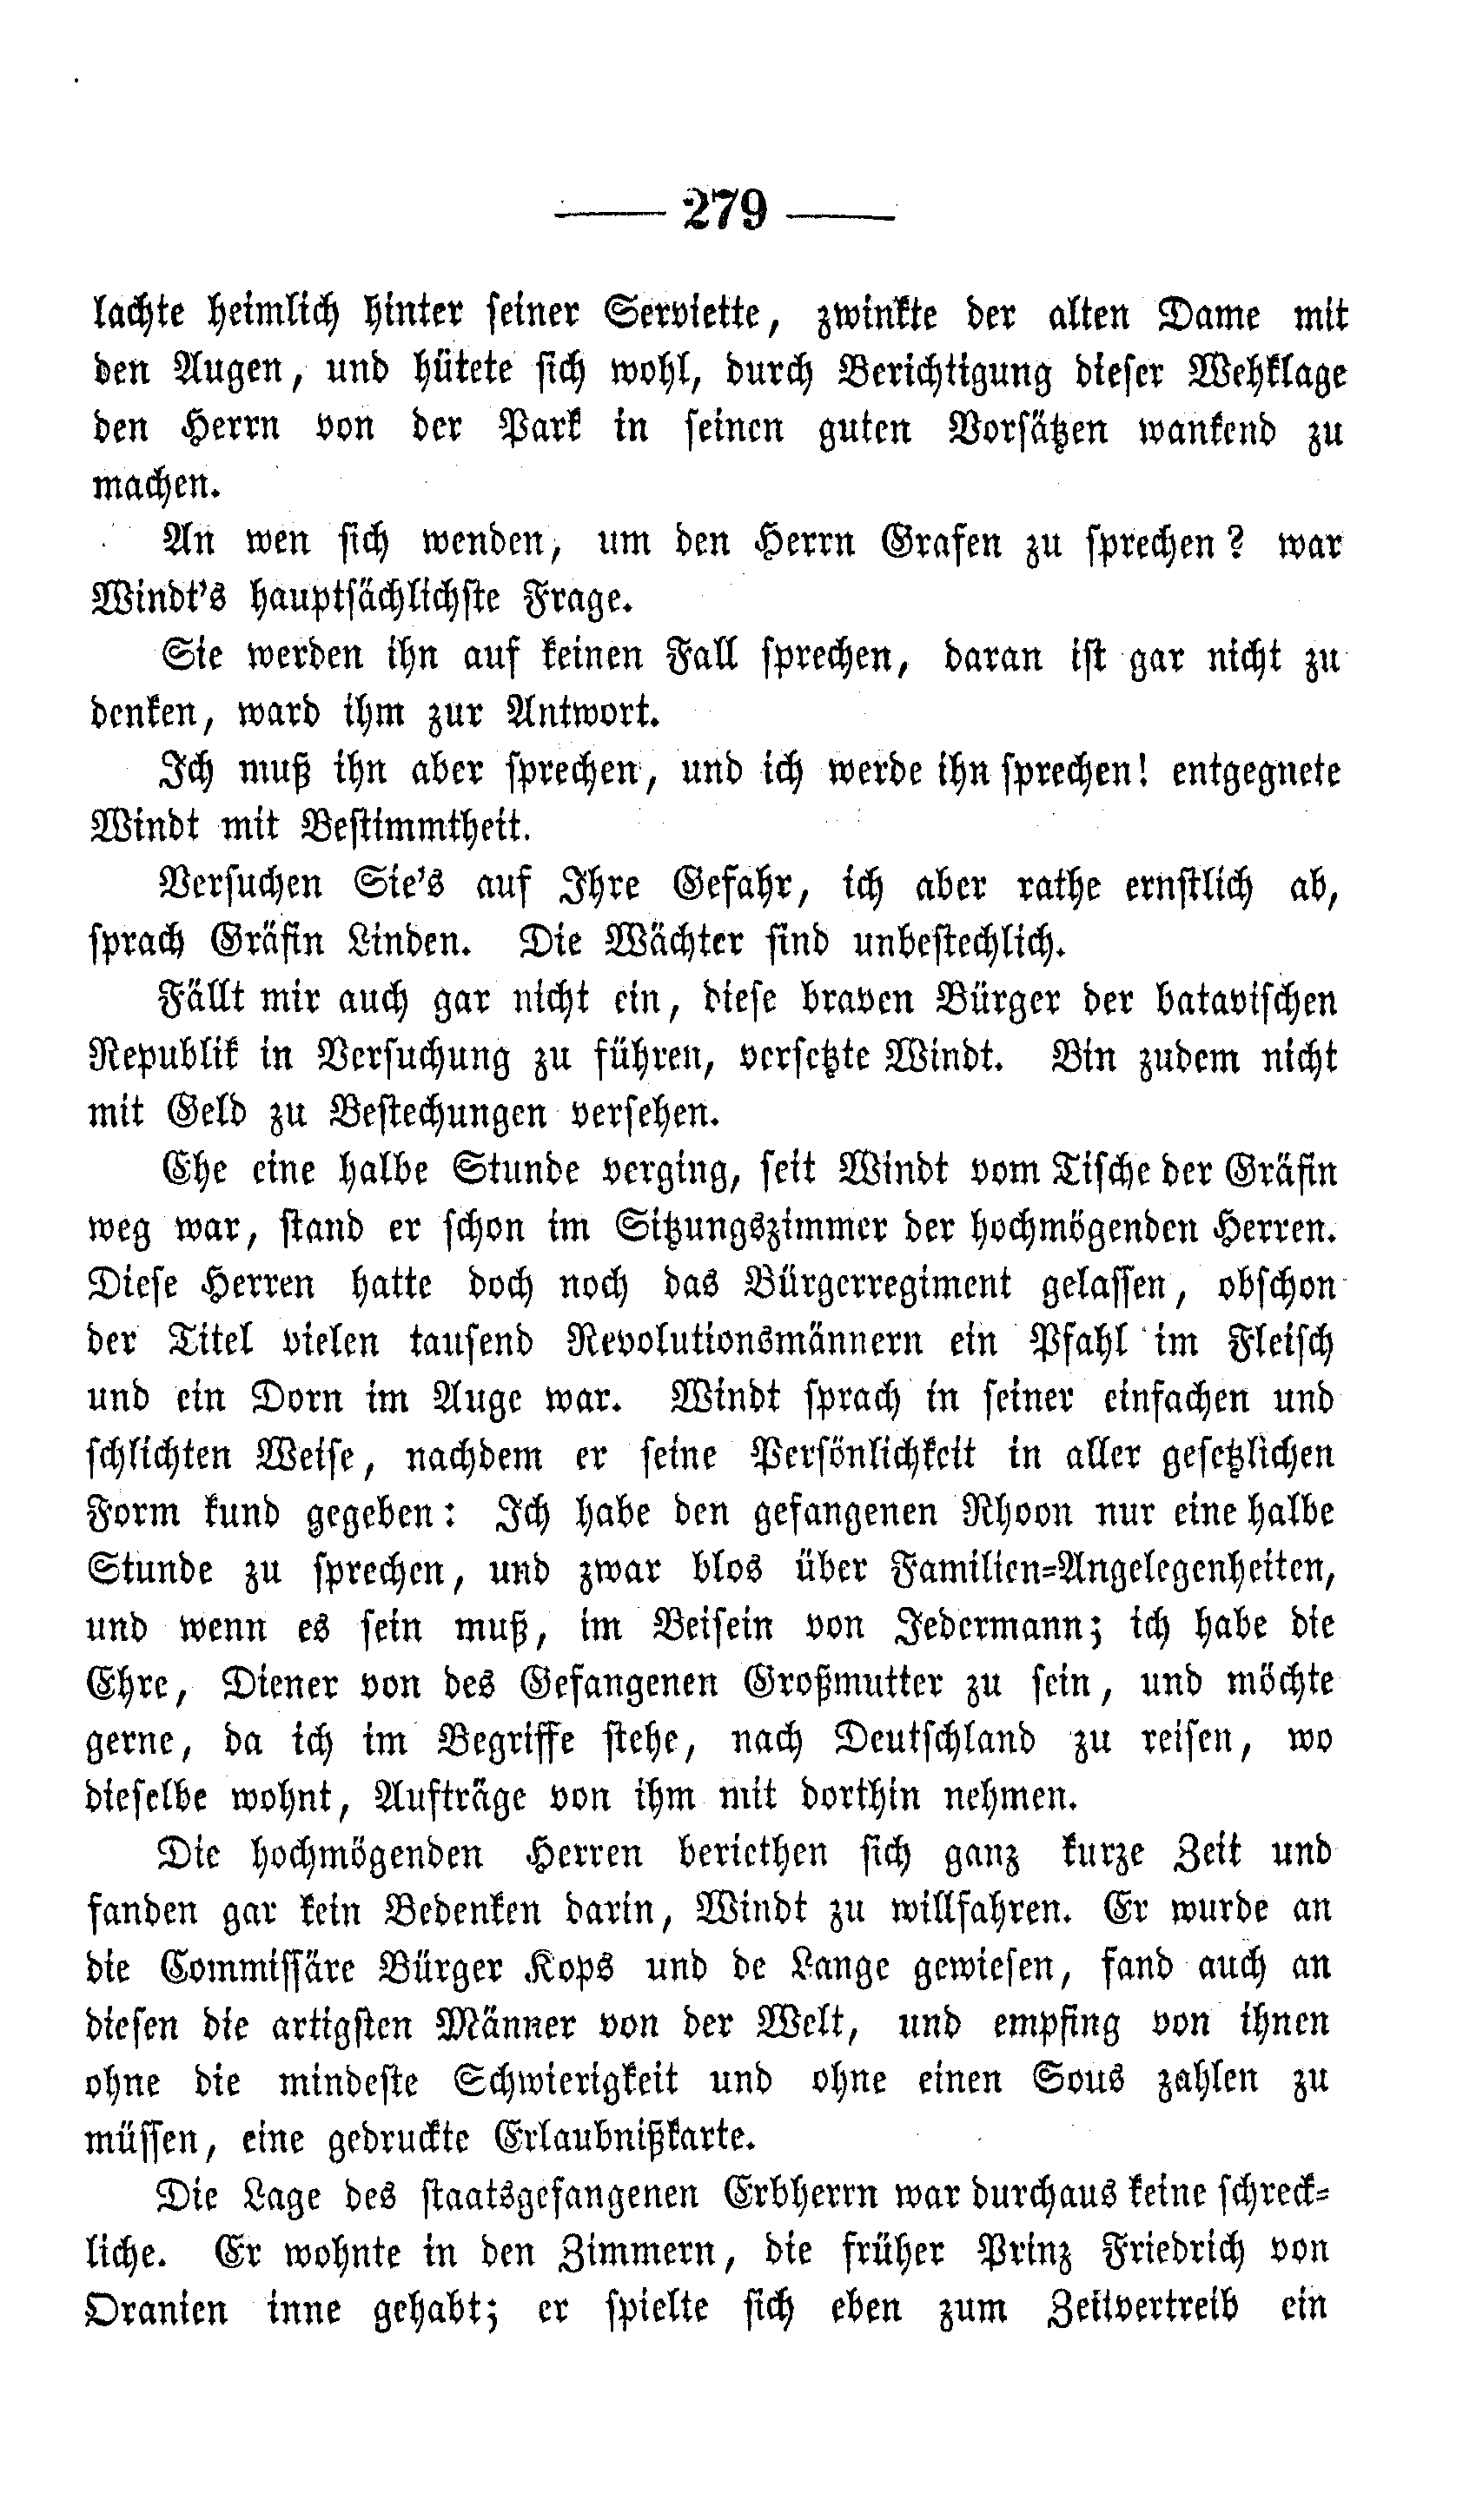 — 279 —
lachte heimlich hinter seiner Serviette, zwinkte der alten Dame mit
den Augen, und hütete sich wohl, durch Berichtigung dieser Wehklage
den Herrn von der Park in seinen guten Vorsätzen wankend zu
machen.
An wen sich wenden, um den Herrn Grafen zu sprechen? war
Windt's hauptsächlichste Frage.
Sie werden ihn auf keinen Fall sprechen, daran ist gar nicht zu
denken, ward ihm zur Antwort.
Ich muß ihn aber sprechen, und ich werde ihn sprechen! entgegnete
Windt mit Bestimmtheit.
Versuchen Sie's auf Ihre Gefahr, ich aber rathe ernstlich ab,
sprach Gräfin Linden. Die Wächter sind unbestechlich.
Fällt mir auch gar nicht ein, diese braven Bürger der batavischen
Republik in Versuchung zu führen, versetzte Windt. Bin zudem nicht
mit Geld zu Bestechungen versehen.
Ehe eine halbe Stunde verging, seit Windt vom Tische der Gräfin
weg war, stand er schon im Sitzungszimmer der hochmögenden Herren.
Diese Herren hatte doch noch das Bürgerregiment gelassen, obschon
der Titel vielen tausend Revolutionsmännern ein Pfahl im Fleisch
und ein Dorn im Auge war. Windt sprach in seiner einfachen und
schlichten Weise, nachdem er seine Persönlichkeit in aller gesetzlichen
Form kund gegeben: Ich habe den gefangenen Rhoon nur eine halbe
Stunde zu sprechen, und zwar blos über Familien-Angelegenheiten,
und wenn es sein muß, im Beisein von Jedermann; ich habe die
Ehre, Diener von des Gefangenen Großmutter zu sein, und möchte
gerne, da ich im Begriffe stehe, nach Deutschland zu reisen, wo
dieselbe wohnt, Aufträge von ihm mit dorthin nehmen.
Die hochmögenden Herren beriethen sich ganz kurze Zeit und
fanden gar kein Bedenken darin, Windt zu willfahren. Er wurde an
die Commissäre Bürger Kops und de Lange gewiesen, fand auch an
diesen die artigsten Männer von der Welt, und empfing von ihnen
ohne die mindeste Schwierigkeit und ohne einen Sous zahlen zu
müssen, eine gedruckte Erlaubnißkarte.
Die Lage des staatsgefangenen Erbherrn war durchaus keine schreck-
liche. Er wohnte in den Zimmern, die früher Prinz Friedrich von
Oranien inne gehabt; er spielte sich eben zum Zeitvertreib ein